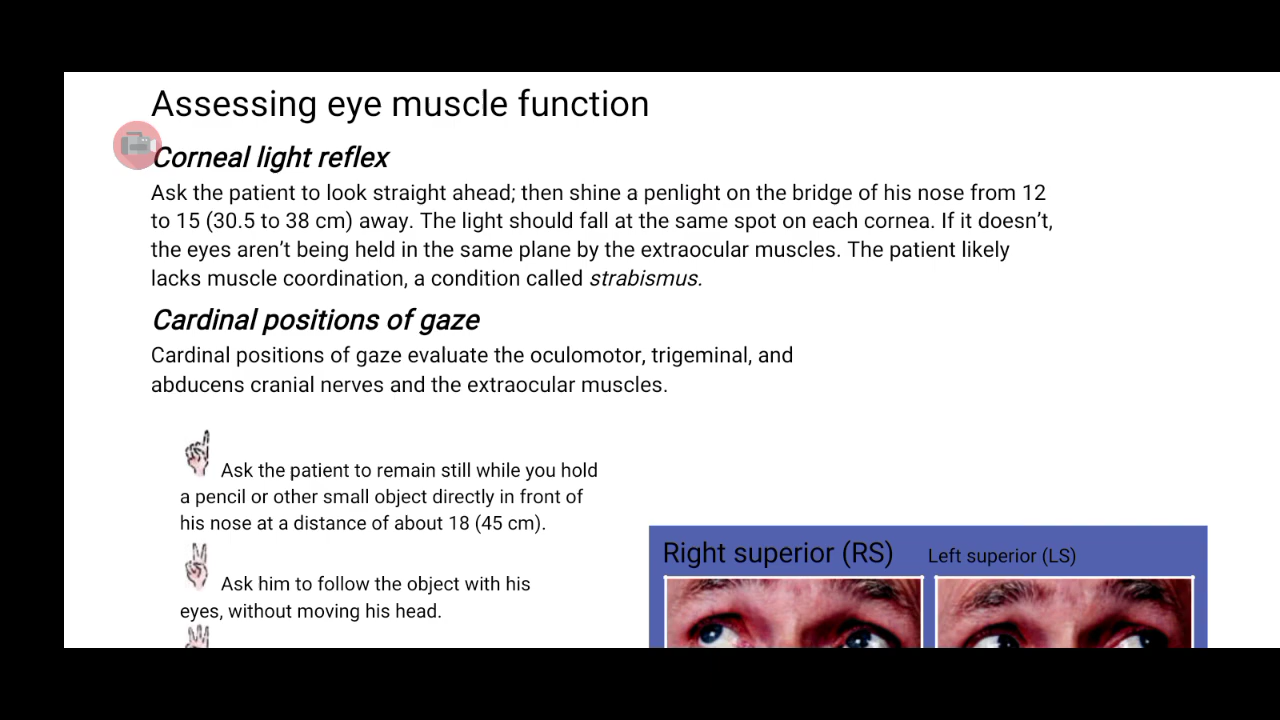 Assessing eye muscle function
Corneal light reflex
Ask the patient to look straight ahead; then shine a penlight on the bridge of his nose from 12
to 15 (30.5 to 38 cm) away. The light should fall at the same spot on each cornea. If it doesn’t,
the eyes aren’t being held in the same plane by the extraocular muscles. The patient likely
lacks muscle coordination, a condition called strabismus.
Cardinal positions of gaze
Cardinal positions of gaze evaluate the oculomotor, trigeminal, and
abducens cranial nerves and the extraocular muscles.
Ask the patient to remain still while you hold
a pencil or other small object directly in front of
his nose at a distance of about 18 (45 cm).
Ask him to follow the object with his
eyes, without moving his head.
Right superior (RS)
Left superior (LS)